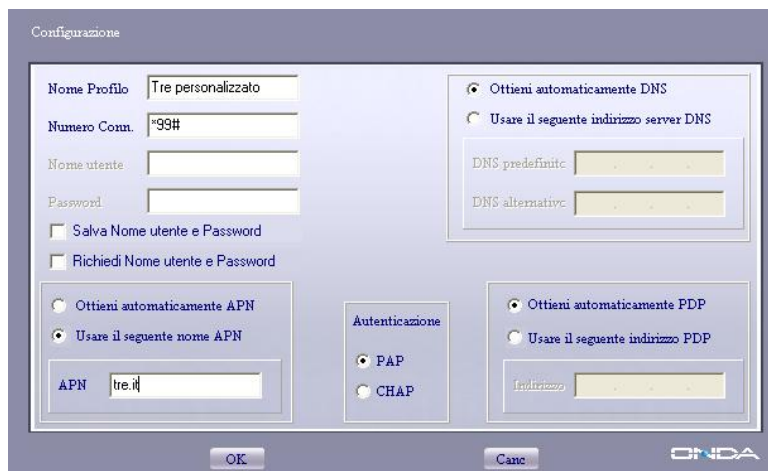 Configurazione
Nome Profilo
Tre personalizzato
Numero Conn.
*99#
Nome utente
Password
Salva Nome utente e Password
Richiedi Nome utente e Password
Ottieni automaticamente DNS
Usare il seguente indirizzo server DNS
DNS predefinitc
DNS alternativc
Ottieni automaticamente APN
Usare il seguente nome APN
APN
tre.it
Autenticazione
PAP
CHAP
Ottieni automaticamente PDP
Usare il seguente indirizzo PDP
Indirizzo
OK
Canc
ONDA